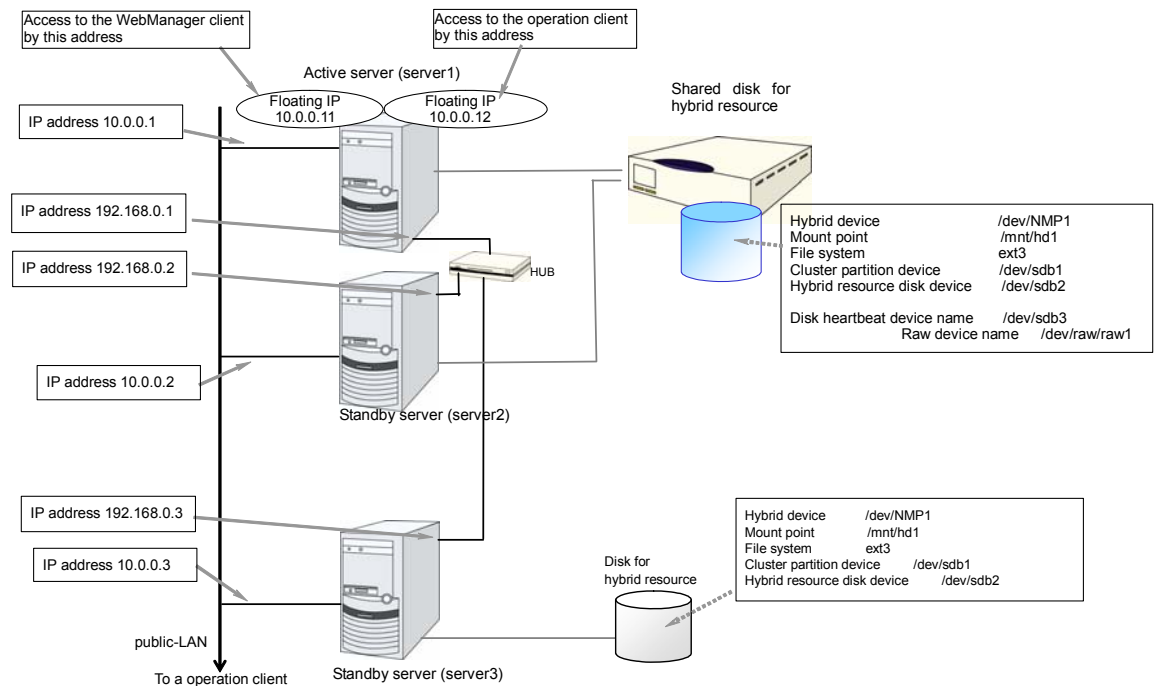 Access to the WebManager client
by this address
Access to the operation client
by this address
Active server (server1)
Floating IP
10.0.0.11
Floating IP
10.0.0.12
Shared disk for
hybrid resource
IP address 10.0.0.1
IP address 192.168.0.1
IP address 192.168.0.2
HUB
Hybrid device /dev/NMP1
Mount point /mnt/hd1
File system ext3
Cluster partition device /dev/sdb1
Hybrid resource disk device /dev/sdb2
Disk heartbeat device name /dev/sdb3
Raw device name /dev/raw/raw1
IP address 10.0.0.2
Standby server (server2)
IP address 192.168.0.3
IP address 10.0.0.3
Disk for
hybrid resource
Hybrid device /dev/NMP1
Mount point /mnt/hd1
File system ext3
Cluster partition device /dev/sdb1
Hybrid resource disk device /dev/sdb2
public-LAN
Standby server (server3)
To a operation client